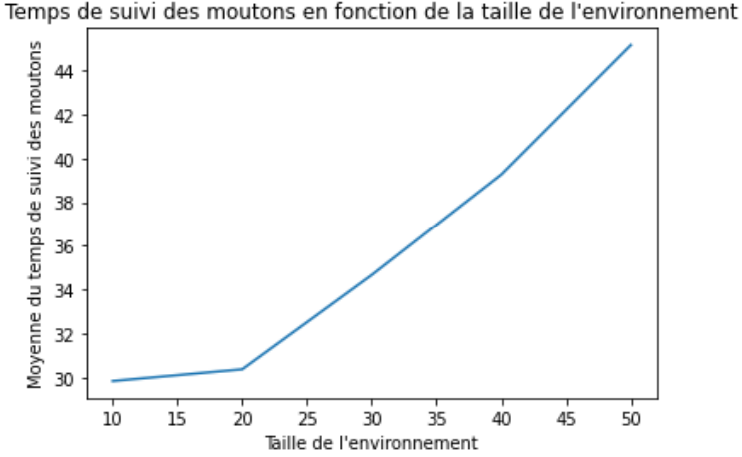 Temps de suivi des moutons en fonction de la taille de l'environnement
Moyenne du temps de suivi des moutons
44
42
40
38
36
34
32
30
10 15 20 25 30 35 40 45 50
Taille de l'environnement